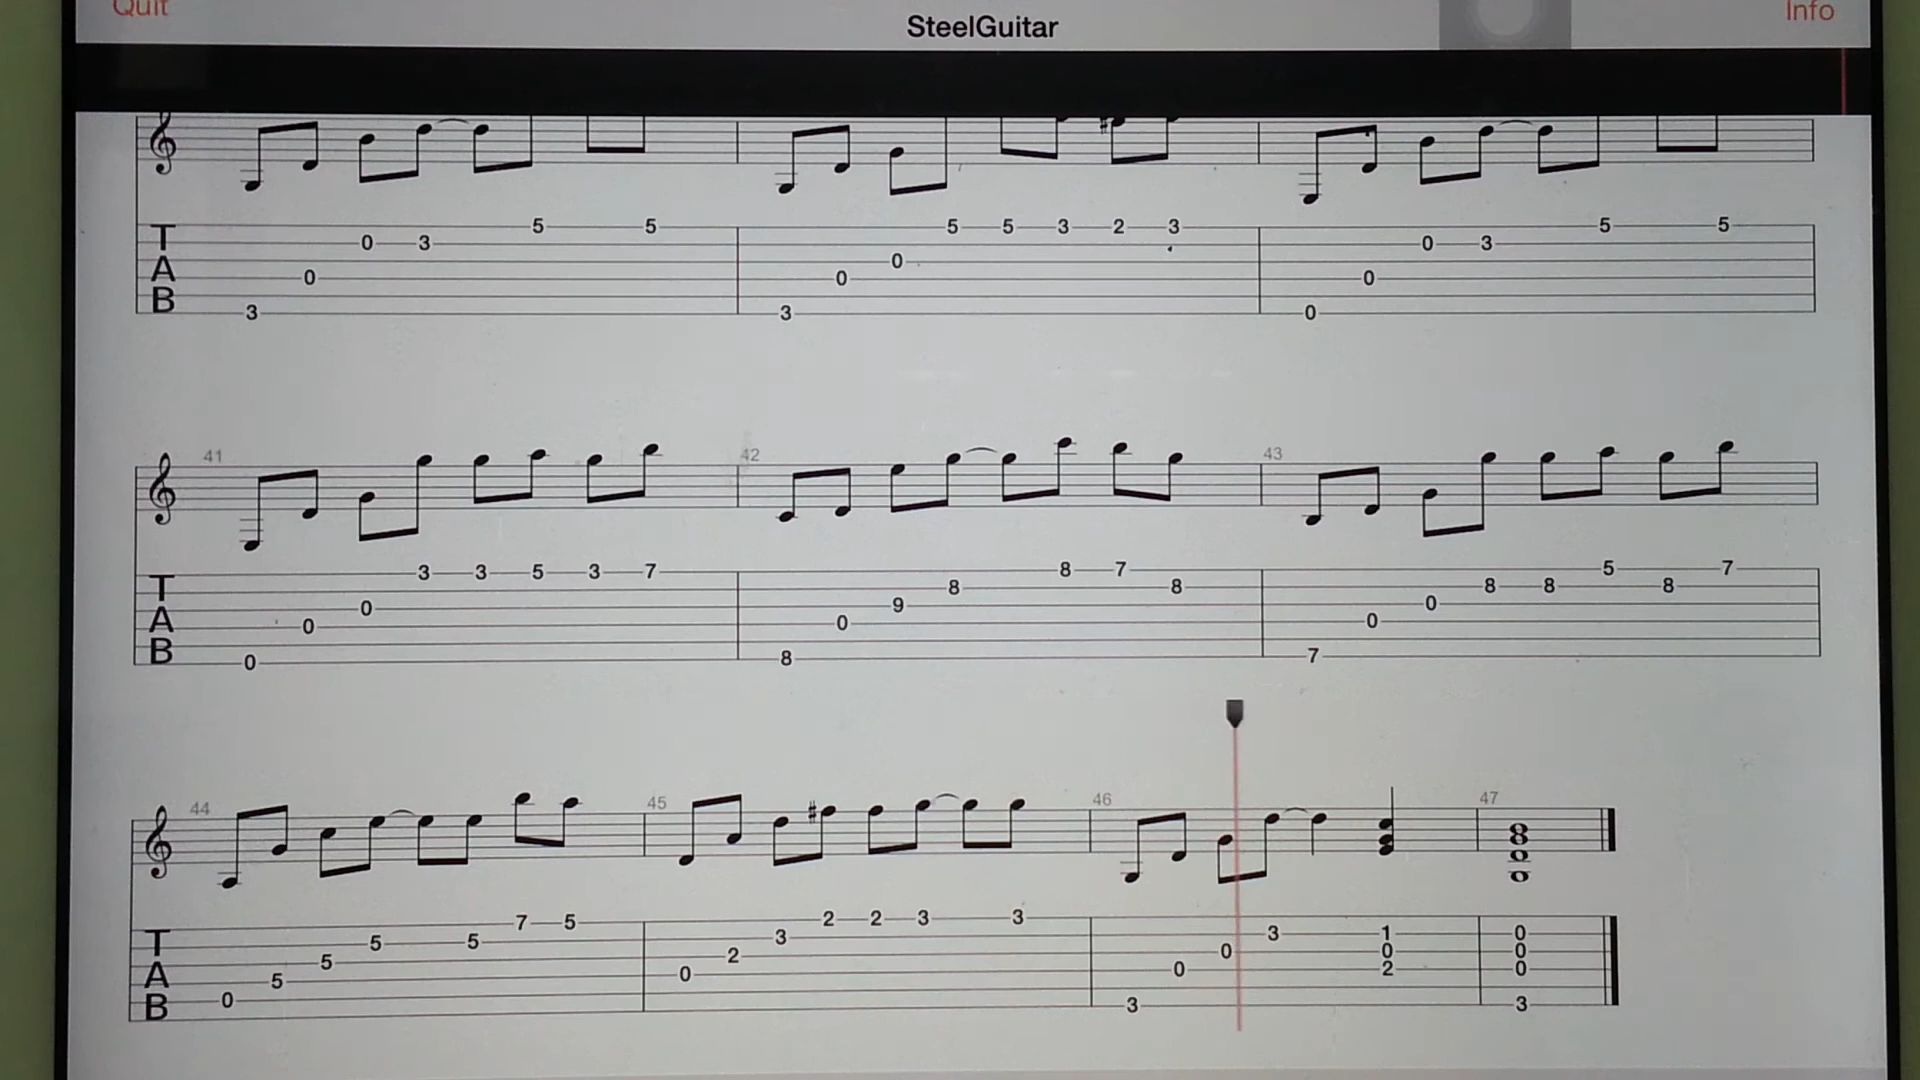 Quit
SteelGuitar
Info
T
A
B
5 5 5 5 3 2 3 5 5
0 3 0 3
0
0 0 0
3 3 0
41 42 43
T
A
B
3 3 5 3 7 8 7 5 7
8 8 8 8 8
0 9 0
0 0 0
0 8 7
44 45 46 47
T
A
B
7 5 2 2 3 3
5 5 3 3 1 0
5 2 0 0 0
5 0 0 2 0
0 3 3